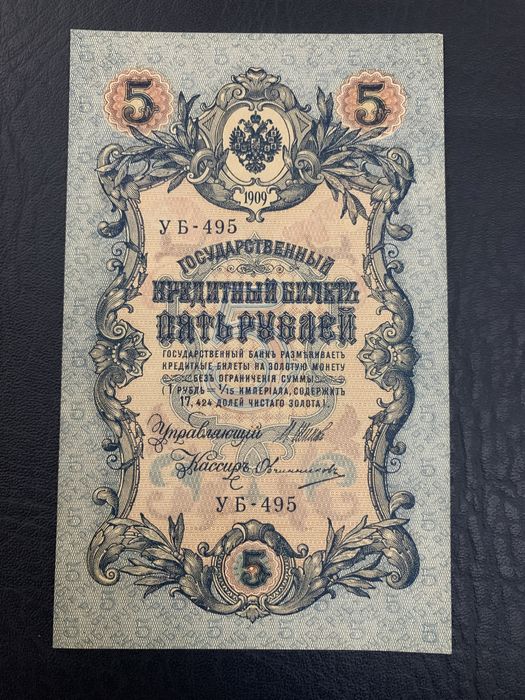 5 5
1909
УБ-495
ГОСУДАРСТВЕННЫЙ
КРЕДИТНЫЙ БИЛЕТЪ
ПЯТЬ РУБЛЕЙ
ГОСУДАРСТВЕННЫЙ БАНКЪ РАЗМѢНИВАЕТЪ
КРЕДИТНЫЕ БИЛЕТЫ НА ЗОЛОТУЮ МОНЕТУ
БЕЗЪ ОГРАНИЧЕНІЯ СУММЫ
(1 РУБЛЬ = 1/15 ИМПЕРІАЛА, СОДЕРЖИТЪ
17,424 ДОЛЕЙ ЧИСТАГО ЗОЛОТА).
Управляющій
Кассиръ Овчинниковъ
УБ-495
5